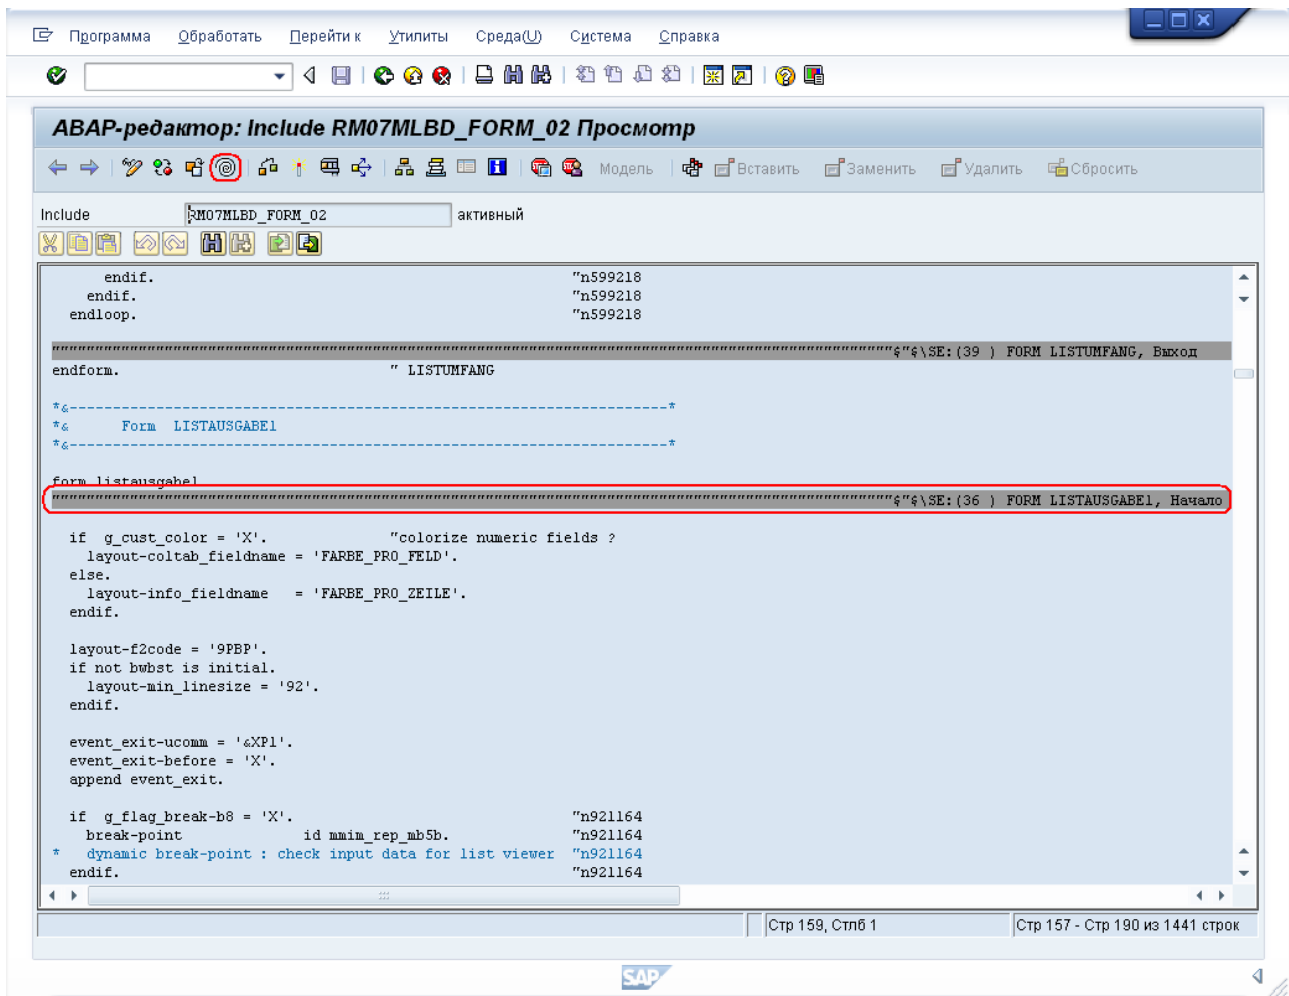 Программа Обработать Перейти к Утилиты Среда(U) Система Справка
ABAP-редактор: Include RM07MLBD_FORM_02 Просмотр
Модель Вставить Заменить Удалить Сбросить
Include RM07MLBD_FORM_02 активный
endif. "n599218
endif. "n599218
endloop. "n599218
"$"$\SE:(39 ) FORM LISTUMFANG, Выход
endform. " LISTUMFANG
*&---------------------------------------------------------------------*
*& Form LISTAUSGABE1
*&---------------------------------------------------------------------*
form listausgabe1
"$"$\SE:(36 ) FORM LISTAUSGABE1, Начало
if g_cust_color = 'X'. "colorize numeric fields ?
layout-coltab_fieldname = 'FARBE_PRO_FELD'.
else.
layout-info_fieldname = 'FARBE_PRO_ZEILE'.
endif.
layout-f2code = '9PBP'.
if not bwbst is initial.
layout-min_linesize = '92'.
endif.
event_exit-ucomm = '&XP1'.
event_exit-before = 'X'.
append event_exit.
if g_flag_break-b8 = 'X'. "n921164
break-point id mmim_rep_mb5b. "n921164
* dynamic break-point : check input data for list viewer "n921164
endif. "n921164
Стр 159, Стлб 1 Стр 157 - Стр 190 из 1441 строк
SAP